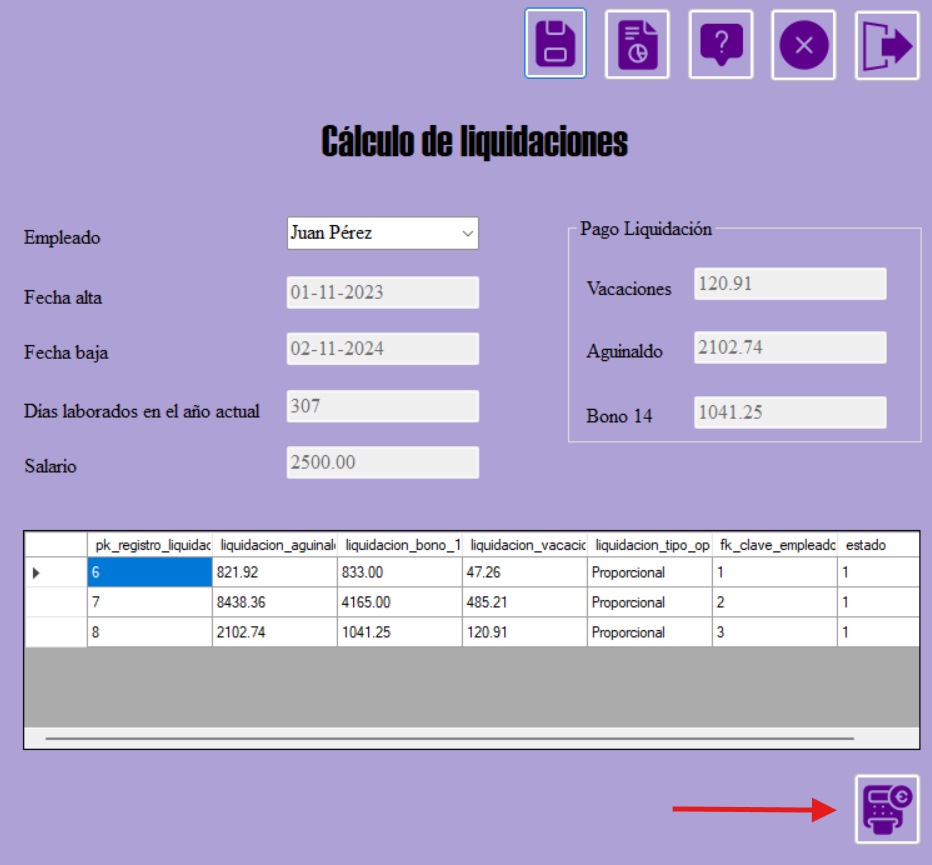 ?
Cálculo de liquidaciones
Empleado
Juan Pérez
Fecha alta
01-11-2023
Fecha baja
02-11-2024
Dias laborados en el año actual
307
Salario
2500.00
Pago Liquidación
Vacaciones
120.91
Aguinaldo
2102.74
Bono 14
1041.25
pk_registro_liquidac liquidacion_aguinal liquidacion_bono_1 liquidacion_vacacic liquidacion_tipo_op fk_clave_empleado estado
6 821.92 833.00 47.26 Proporcional 1 1
7 8438.36 4165.00 485.21 Proporcional 2 1
8 2102.74 1041.25 120.91 Proporcional 3 1